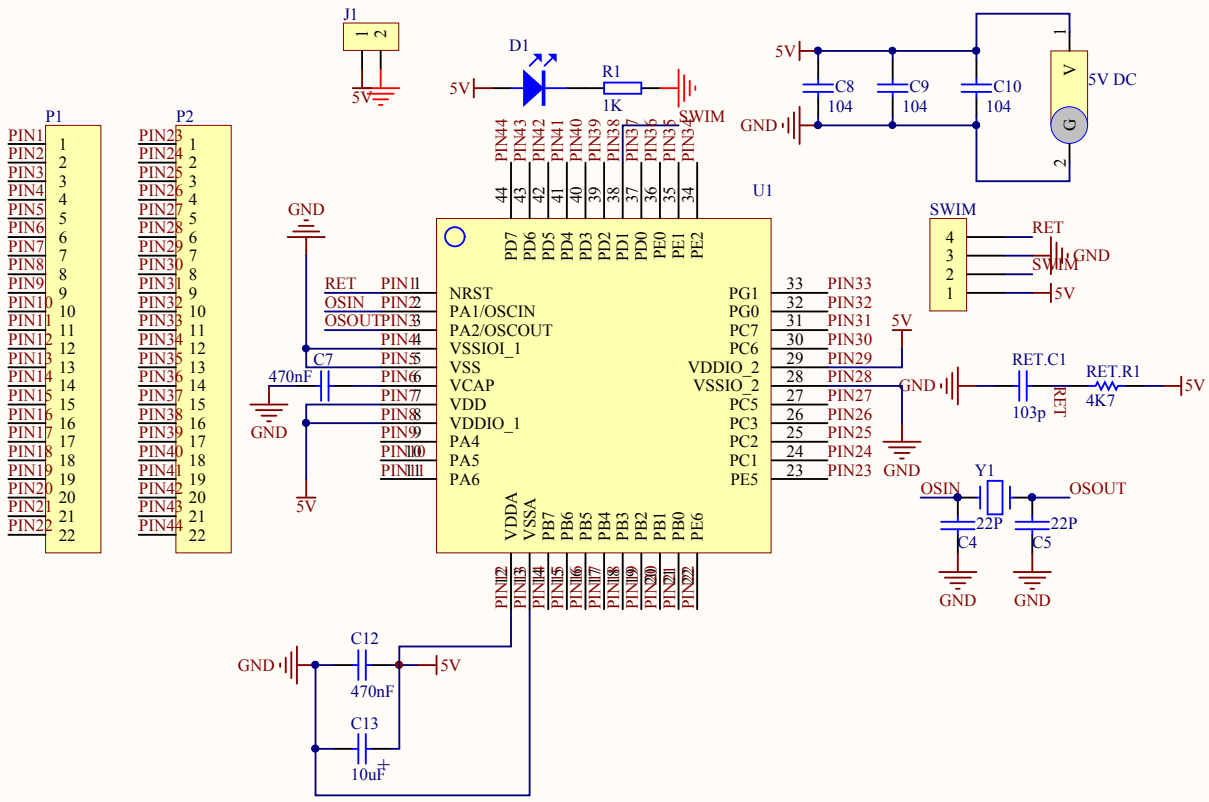 J1
1 2
5V
D1
5V
R1
1K
SWIM
5V
C8
104
C9
104
C10
104
GND
1
V
5V DC
G
2
P1
PIN1 1
PIN2 2
PIN3 3
PIN4 4
PIN5 5
PIN6 6
PIN7 7
PIN8 8
PIN9 9
PIN10 10
PIN11 11
PIN12 12
PIN13 13
PIN14 14
PIN15 15
PIN16 16
PIN17 17
PIN18 18
PIN19 19
PIN20 20
PIN21 21
PIN22 22
P2
PIN23 1
PIN24 2
PIN25 3
PIN26 4
PIN27 5
PIN28 6
PIN29 7
PIN30 8
PIN31 9
PIN32 10
PIN33 11
PIN34 12
PIN35 13
PIN36 14
PIN37 15
PIN38 16
PIN39 17
PIN40 18
PIN41 19
PIN42 20
PIN43 21
PIN44 22
U1
PIN44 44 PD7
PIN43 43 PD6
PIN42 42 PD5
PIN41 41 PD4
PIN40 40 PD3
PIN39 39 PD2
PIN38 38 PD1
PIN37 37 PD0
PIN36 36 PE0
PIN35 35 PE1
PIN34 34 PE2
GND
RET PIN1 1 NRST
OSIN PIN2 2 PA1/OSCIN
OSOUT PIN3 3 PA2/OSCOUT
PIN4 4 VSSIOI_1
PIN5 5 VSS
PIN6 6 VCAP
PIN7 7 VDD
PIN8 8 VDDIO_1
PIN9 9 PA4
PIN10 10 PA5
PIN11 11 PA6
C7
470nF
GND
5V
PG1 33 PIN33
PG0 32 PIN32
PC7 31 PIN31
PC6 30 PIN30
VDDIO_2 29 PIN29
VSSIO_2 28 PIN28
PC5 27 PIN27
PC3 26 PIN26
PC2 25 PIN25
PC1 24 PIN24
PE5 23 PIN23
5V
GND
VDDA 12 PIN12
VSSA 13 PIN13
PB7 14 PIN14
PB6 15 PIN15
PB5 16 PIN16
PB4 17 PIN17
PB3 18 PIN18
PB2 19 PIN19
PB1 20 PIN20
PB0 21 PIN21
PE6 22 PIN22
SWIM
4 RET
3 GND
2 SWIM
1 5V
GND
RET.C1
103p
RET
RET.R1
4K7
5V
Y1
OSIN
OSOUT
22P
C4
22P
C5
GND
GND
C12
GND
5V
470nF
C13
+
10uF